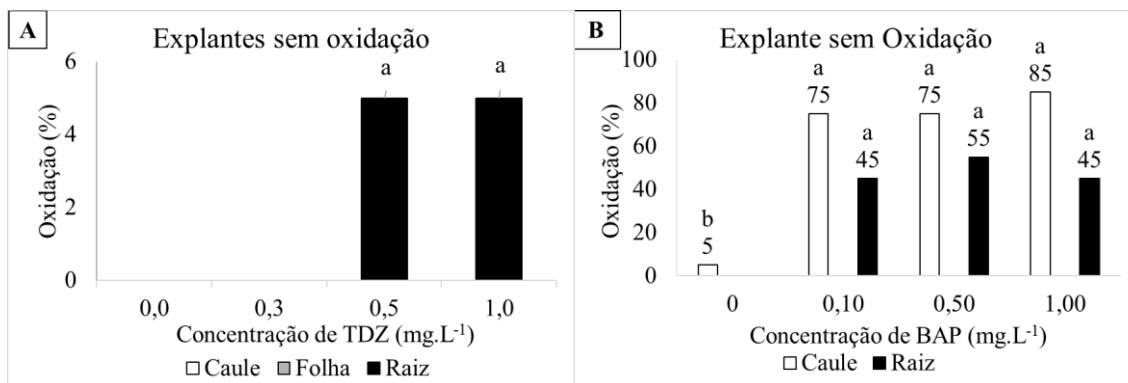 A
Explantes sem oxidação
Oxidação (%)
6
4
2
0
a
a
0,0 0,3 0,5 1,0
Concentração de TDZ (mg.L⁻¹)
Caule Folha Raiz
B
Explante sem Oxidação
Oxidação (%)
100
80
60
40
20
0
b
5
a
75
a
45
a
75
a
55
a
85
a
45
0 0,10 0,50 1,00
Concentração de BAP (mg.L⁻¹)
Caule Raiz